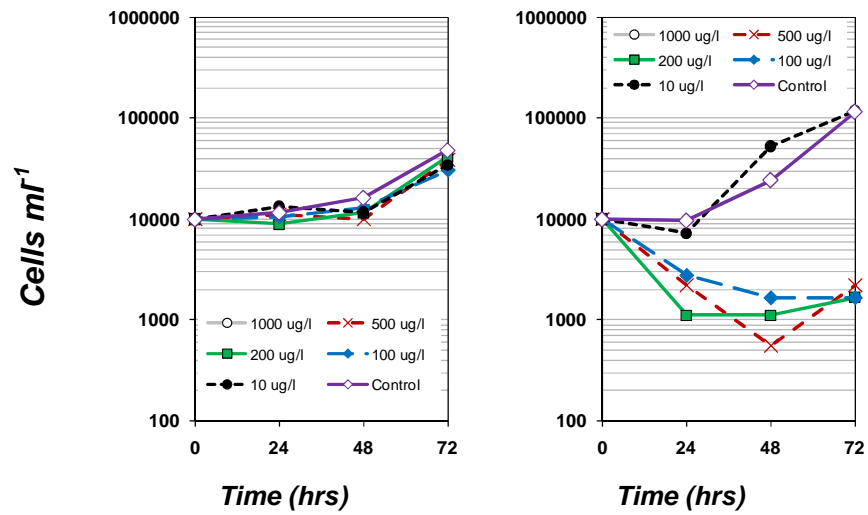 Cells ml-1
1000000
100000
10000
1000
100
0 24 48 72
Time (hrs)
1000 ug/l 500 ug/l
200 ug/l 100 ug/l
10 ug/l Control
1000000
100000
10000
1000
100
0 24 48 72
Time (hrs)
1000 ug/l 500 ug/l
200 ug/l 100 ug/l
10 ug/l Control